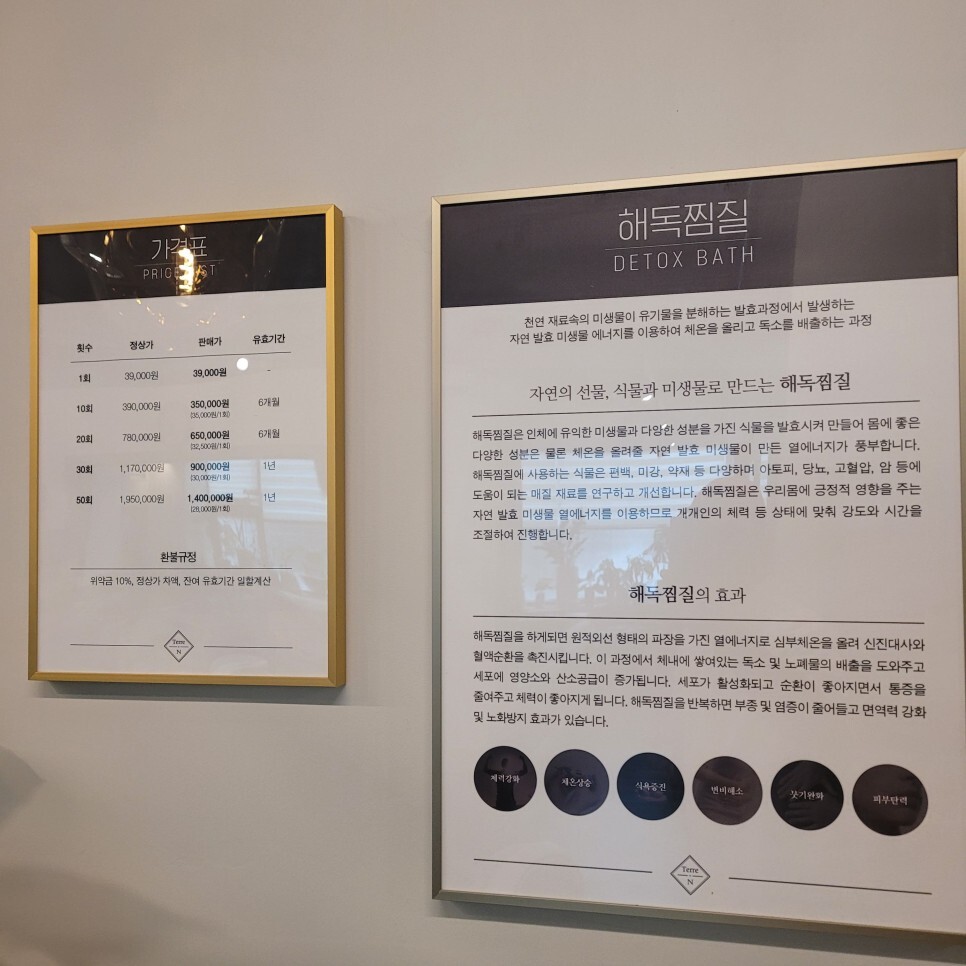 가격표
PRICE LIST
횟수 정상가 판매가 유효기간
1회 39,000원 39,000원 -
10회 390,000원 350,000원 6개월
(35,000원/1회)
20회 780,000원 650,000원 6개월
(32,500원/1회)
30회 1,170,000원 900,000원 1년
(30,000원/1회)
50회 1,950,000원 1,400,000원 1년
(28,000원/1회)
환불규정
위약금 10%, 정상가 차액, 잔여 유효기간 일할계산
Terre
N
해독찜질
DETOX BATH
천연 재료속의 미생물이 유기물을 분해하는 발효과정에서 발생하는
자연 발효 미생물 에너지를 이용하여 체온을 올리고 독소를 배출하는 과정
자연의 선물, 식물과 미생물로 만드는 해독찜질
해독찜질은 인체에 유익한 미생물과 다양한 성분을 가진 식물을 발효시켜 만들어 몸에 좋은
다양한 성분은 물론 체온을 올려줄 자연 발효 미생물이 만든 열에너지가 풍부합니다.
해독찜질에 사용하는 식물은 편백, 미강, 약재 등 다양하며 아토피, 당뇨, 고혈압, 암 등에
도움이 되는 매질 재료를 연구하고 개선합니다. 해독찜질은 우리몸에 긍정적 영향을 주는
자연 발효 미생물 열에너지를 이용하므로 개개인의 체력 등 상태에 맞춰 강도와 시간을
조절하여 진행합니다.
해독찜질의 효과
해독찜질을 하게되면 원적외선 형태의 파장을 가진 열에너지로 심부체온을 올려 신진대사와
혈액순환을 촉진시킵니다. 이 과정에서 체내에 쌓여있는 독소 및 노폐물의 배출을 도와주고
세포에 영양소와 산소공급이 증가됩니다. 세포가 활성화되고 순환이 좋아지면서 통증을
줄여주고 체력이 좋아지게 됩니다. 해독찜질을 반복하면 부종 및 염증이 줄어들고 면역력 강화
및 노화방지 효과가 있습니다.
체력강화 체온상승 식욕증진 변비해소 붓기완화 피부탄력
Terre
N